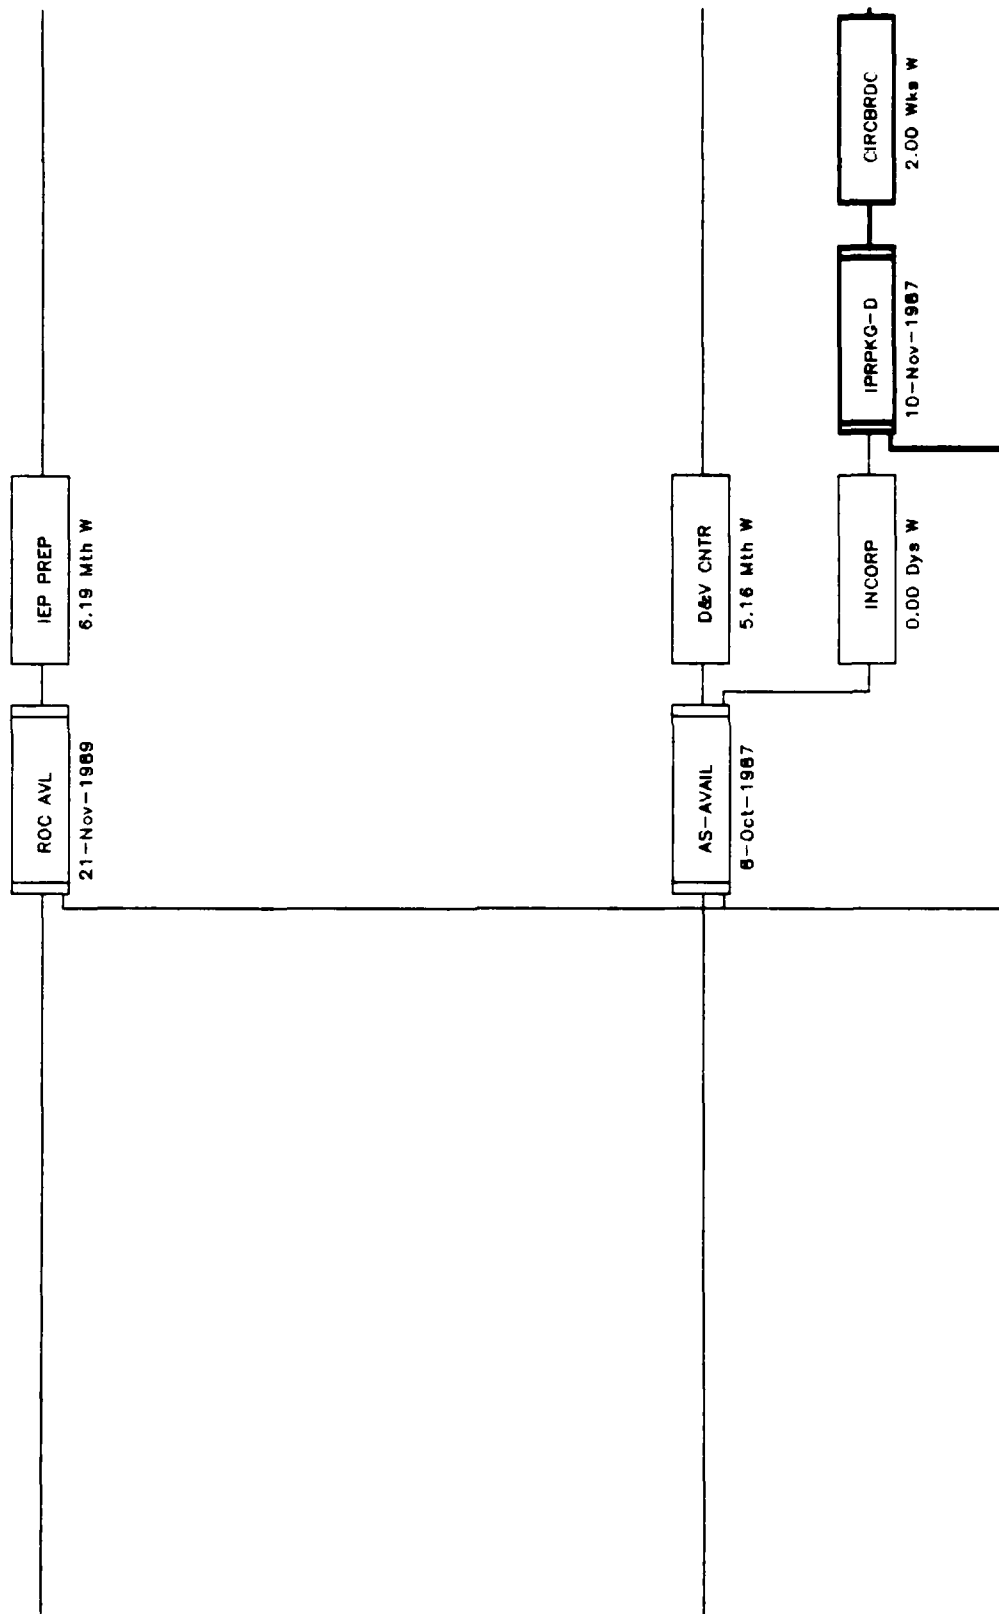 ROC AVL
21-Nov-1989
IEP PREP
6.19 Mth W
AS-AVAIL
8-Oct-1987
D&V CNTR
5.16 Mth W
INCORP
0.00 Dys W
IPRPKG-D
10-Nov-1987
CIRCBRDC
2.00 Wks W